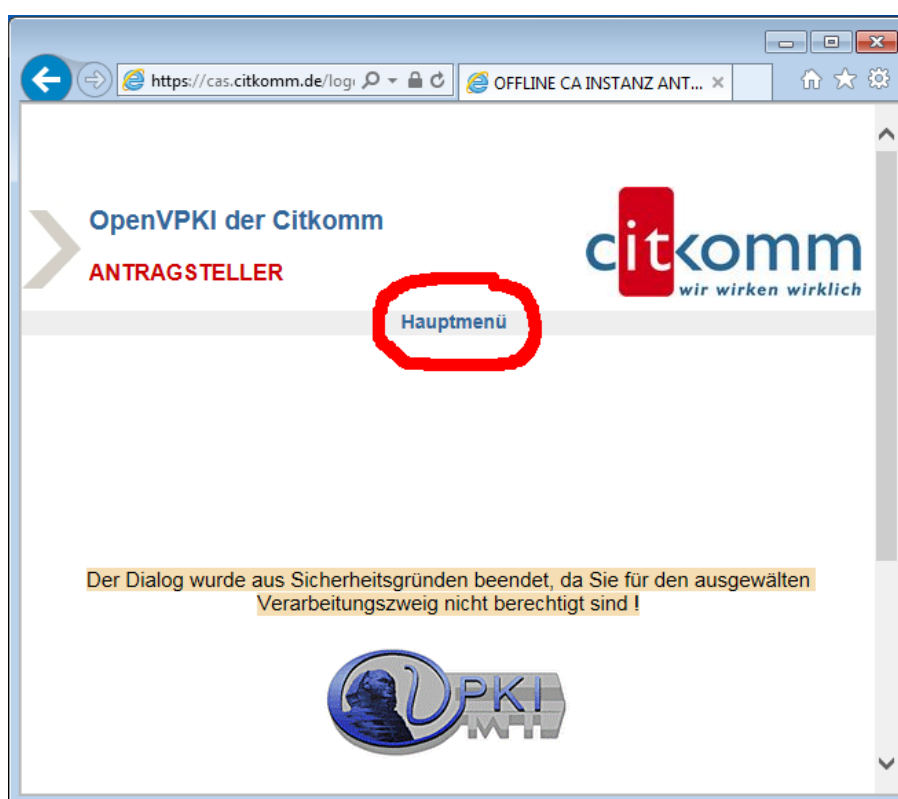 https://cas.citkomm.de/log
OFFLINE CA INSTANZ ANT...
OpenVPKI der Citkomm
ANTRAGSTELLER
citkomm
wir wirken wirklich
Hauptmenü
Der Dialog wurde aus Sicherheitsgründen beendet, da Sie für den ausgewälten
Verarbeitungszweig nicht berechtigt sind !
PKI